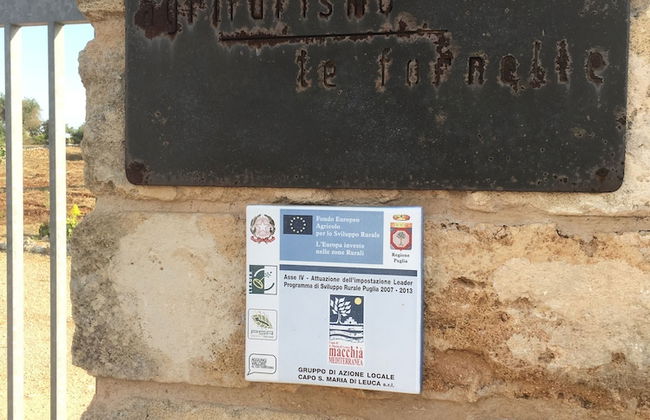 agriturismo
le fornelle
Fondo Europeo
Agricolo
per lo Sviluppo Rurale
L'Europa investe
nelle zone Rurali
Regione
Puglia
Asse IV - Attuazione dell'impostazione Leader
Programma di Sviluppo Rurale Puglia 2007 - 2013
PSR
macchia
MEDITERRANEA
GRUPPO DI AZIONE LOCALE
CAPO S. MARIA DI LEUCA s.r.l.